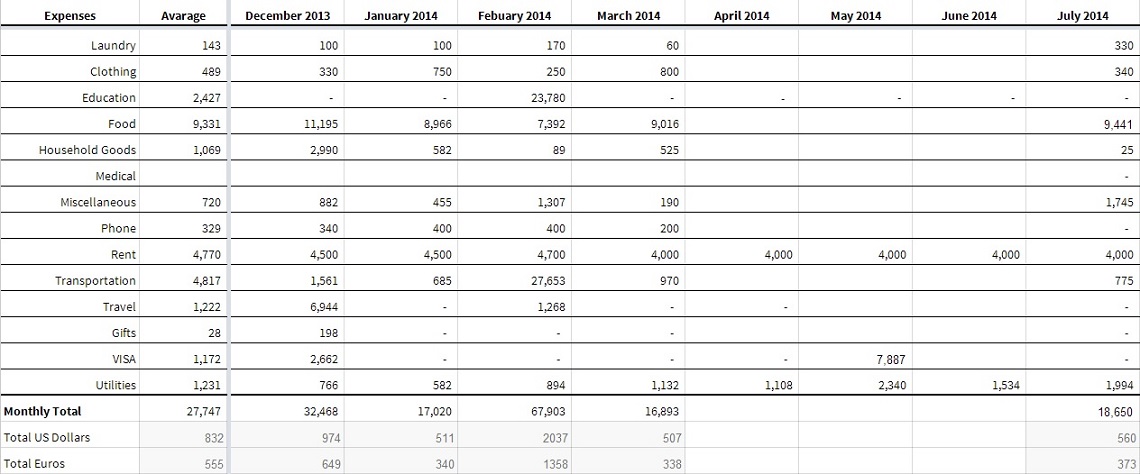 Expenses Avarage December 2013 January 2014 Febuary 2014 March 2014 April 2014 May 2014 June 2014 July 2014
Laundry 143 100 100 170 60 330
Clothing 489 330 750 250 800 340
Education 2,427 - - 23,780 - - - - -
Food 9,331 11,195 8,966 7,392 9,016 9,441
Household Goods 1,069 2,990 582 89 525 25
Medical -
Miscellaneous 720 882 455 1,307 190 1,745
Phone 329 340 400 400 200 -
Rent 4,770 4,500 4,500 4,700 4,000 4,000 4,000 4,000 4,000
Transportation 4,817 1,561 685 27,653 970 775
Travel 1,222 6,944 - 1,268 - - -
Gifts 28 198 - - - -
VISA 1,172 2,662 - - - - 7,887 -
Utilities 1,231 766 582 894 1,132 1,108 2,340 1,534 1,994
Monthly Total 27,747 32,468 17,020 67,903 16,893 18,650
Total US Dollars 832 974 511 2037 507 560
Total Euros 555 649 340 1358 338 373